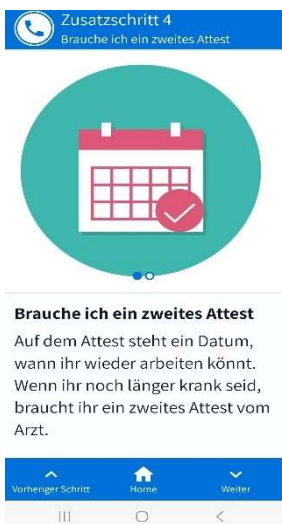 Zusatzschritt 4
Brauche ich ein zweites Attest
Brauche ich ein zweites Attest
Auf dem Attest steht ein Datum,
wann ihr wieder arbeiten könnt.
Wenn ihr noch länger krank seid,
braucht ihr ein zweites Attest vom
Arzt.
Vorheriger Schritt
Home
Weiter